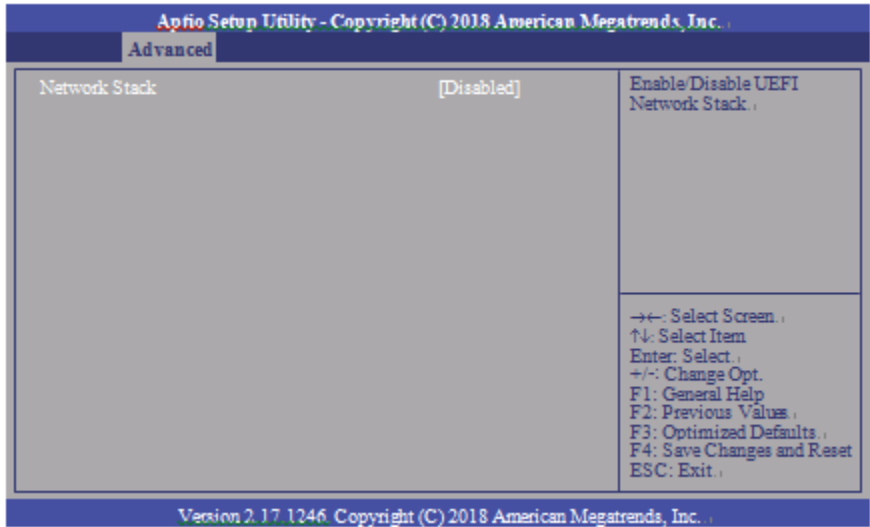 Aptio Setup Utility - Copyright (C) 2018 American Megatrends, Inc.
Advanced
Network Stack [Disabled]
Enable/Disable UEFI
Network Stack.
→←: Select Screen.
↑↓: Select Item
Enter: Select.
+/-: Change Opt.
F1: General Help
F2: Previous Values.
F3: Optimized Defaults.
F4: Save Changes and Reset
ESC: Exit.
Version 2.17.1246. Copyright (C) 2018 American Megatrends, Inc.